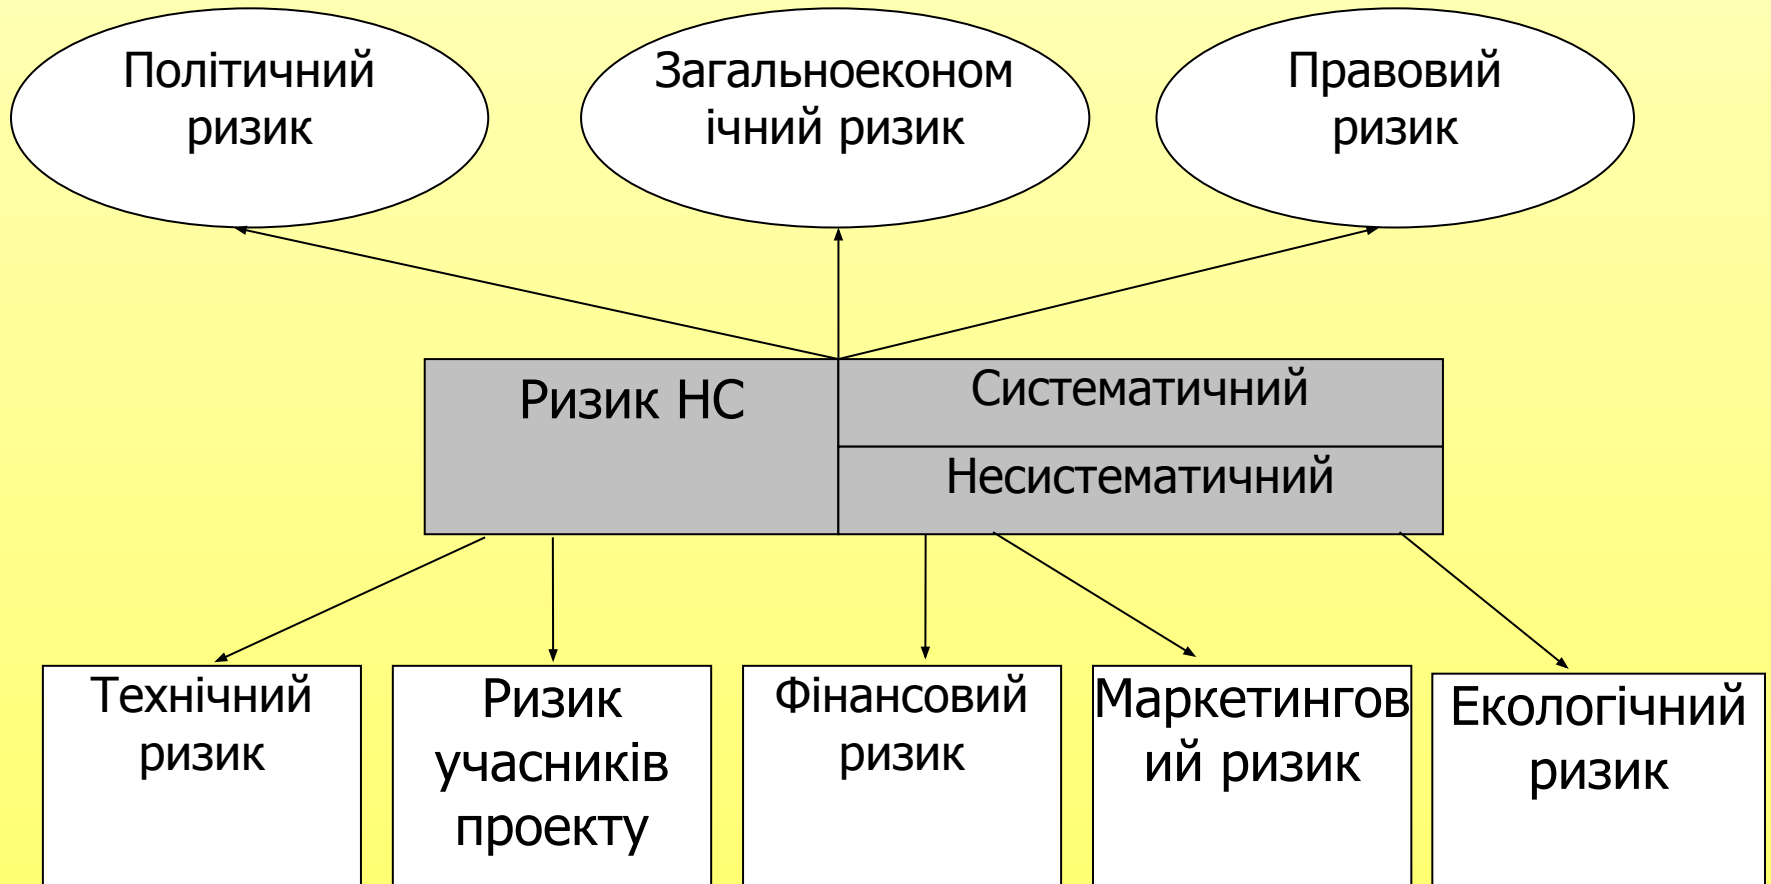 Політичний
ризик
Загальноеконом
ічний ризик
Правовий
ризик
Ризик НС
Систематичний
Несистематичний
Технічний
ризик
Ризик
учасників
проекту
Фінансовий
ризик
Маркетингов
ий ризик
Екологічний
ризик